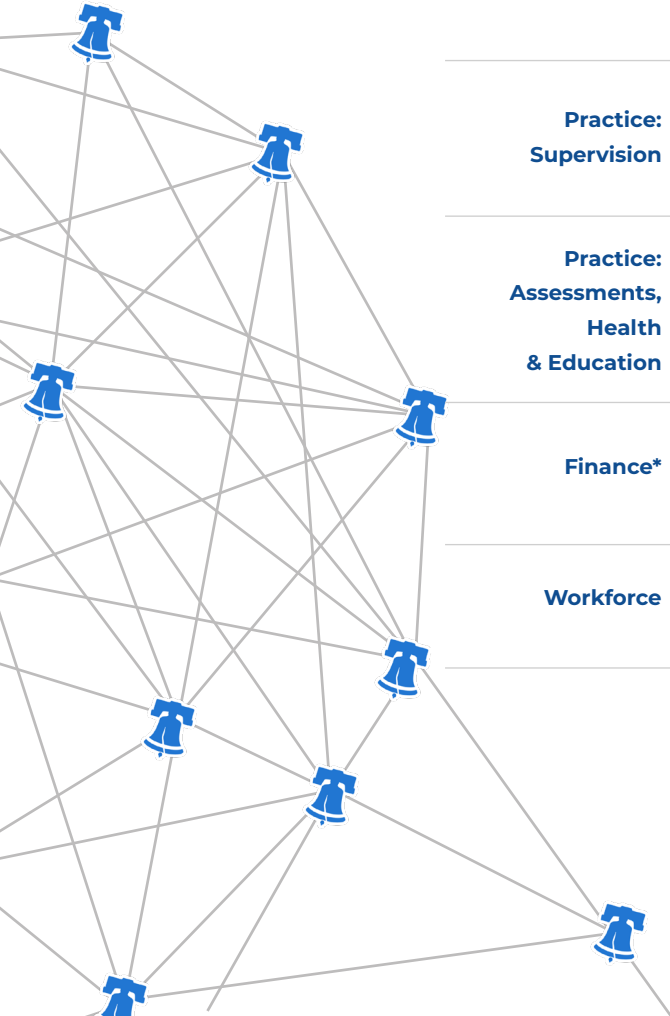 Practice:
Supervision
Practice:
Assessments,
Health
& Education
Finance*
Workforce